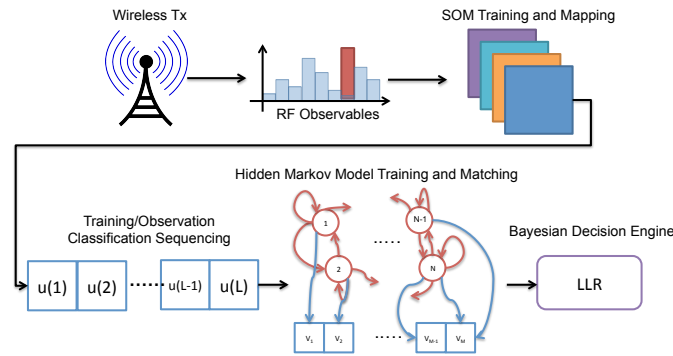 Wireless Tx
SOM Training and Mapping
RF Observables
Hidden Markov Model Training and Matching
Training/Observation
Classification Sequencing
Bayesian Decision Engine
1
N-1
2
N
u(1) u(2) ...... u(L-1) u(L)
LLR
V1 V2 ..... VM-1 VM